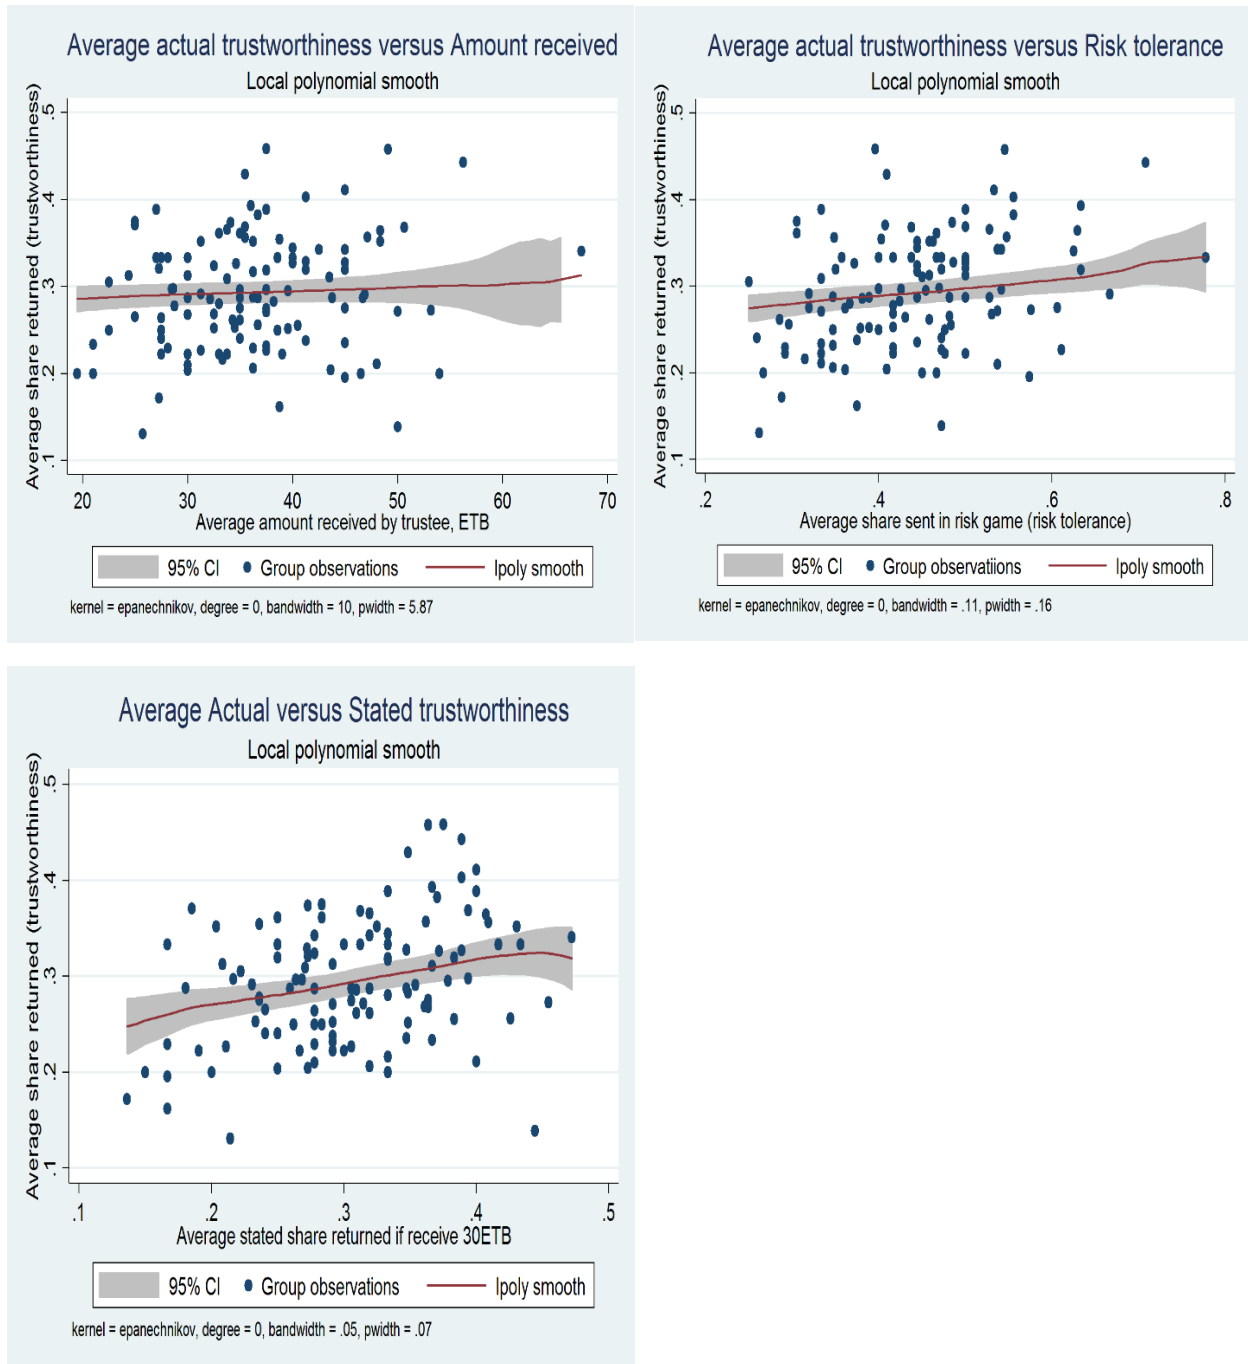 Average actual trustworthiness versus Amount received
Local polynomial smooth
Average share returned (trustworthiness)
.5
.4
.3
.2
.1
20 30 40 50 60 70
Average amount received by trustee, ETB
95% CI Group observations lpoly smooth
kernel = epanechnikov, degree = 0, bandwidth = 10, pwidth = 5.87
Average actual trustworthiness versus Risk tolerance
Local polynomial smooth
Average share returned (trustworthiness)
.5
.4
.3
.2
.1
.2 .4 .6 .8
Average share sent in risk game (risk tolerance)
95% CI Group observatiions lpoly smooth
kernel = epanechnikov, degree = 0, bandwidth = .11, pwidth = .16
Average Actual versus Stated trustworthiness
Local polynomial smooth
Average share returned (trustworthiness)
.5
.4
.3
.2
.1
.1 .2 .3 .4 .5
Average stated share returned if receive 30ETB
95% CI Group observations lpoly smooth
kernel = epanechnikov, degree = 0, bandwidth = .05, pwidth = .07